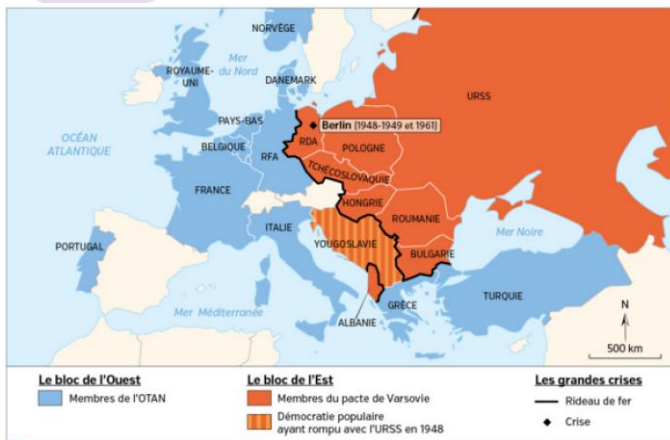 NORVÈGE
Mer
du Nord
ROYAUME-
UNI
DANEMARK
URSS
PAYS-BAS
Berlin (1948-1949 et 1961)
RDA
POLOGNE
OCÉAN
ATLANTIQUE
BELGIQUE
RFA
TCHÉCOSLOVAQUIE
FRANCE
HONGRIE
ROUMANIE
ITALIE
YOUGOSLAVIE
Mer Noire
PORTUGAL
BULGARIE
Mer Méditerranée
ALBANIE
GRÈCE
TURQUIE
N
500 km
Le bloc de l'Ouest
Membres de l'OTAN
Le bloc de l'Est
Membres du pacte de Varsovie
Démocratie populaire
ayant rompu avec l'URSS en 1948
Les grandes crises
Rideau de fer
Crise